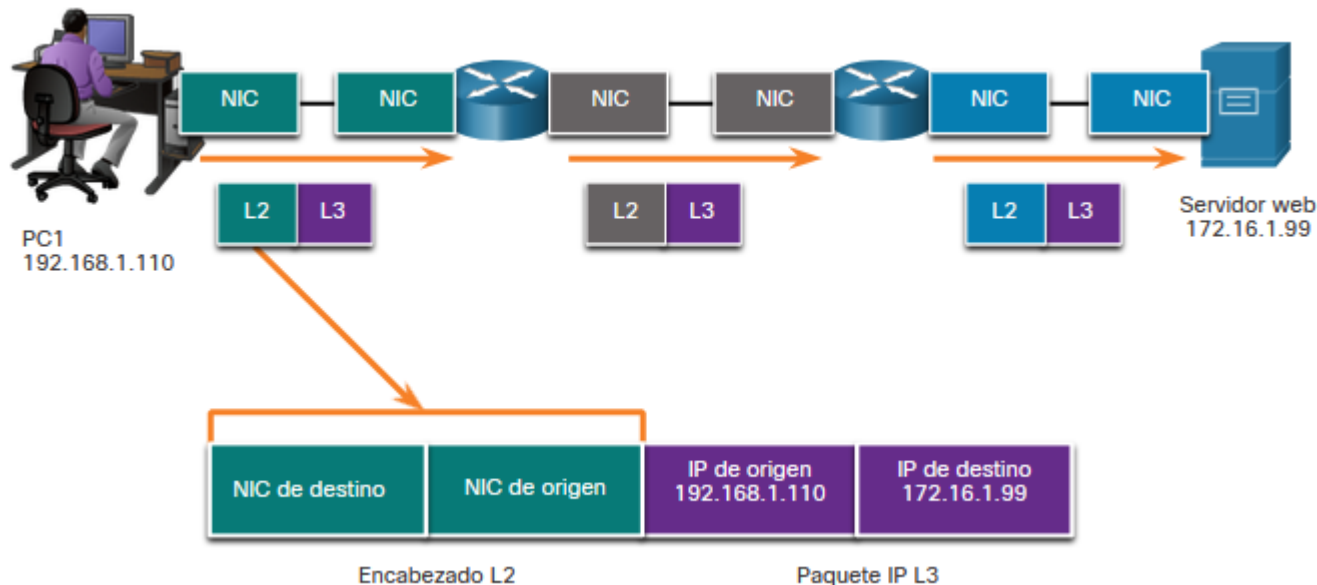 NIC
NIC
NIC
NIC
NIC
NIC
L2
L3
L2
L3
L2
L3
PC1
192.168.1.110
Servidor web
172.16.1.99
NIC de destino
NIC de origen
IP de origen
192.168.1.110
IP de destino
172.16.1.99
Encabezado L2
Paquete IP L3